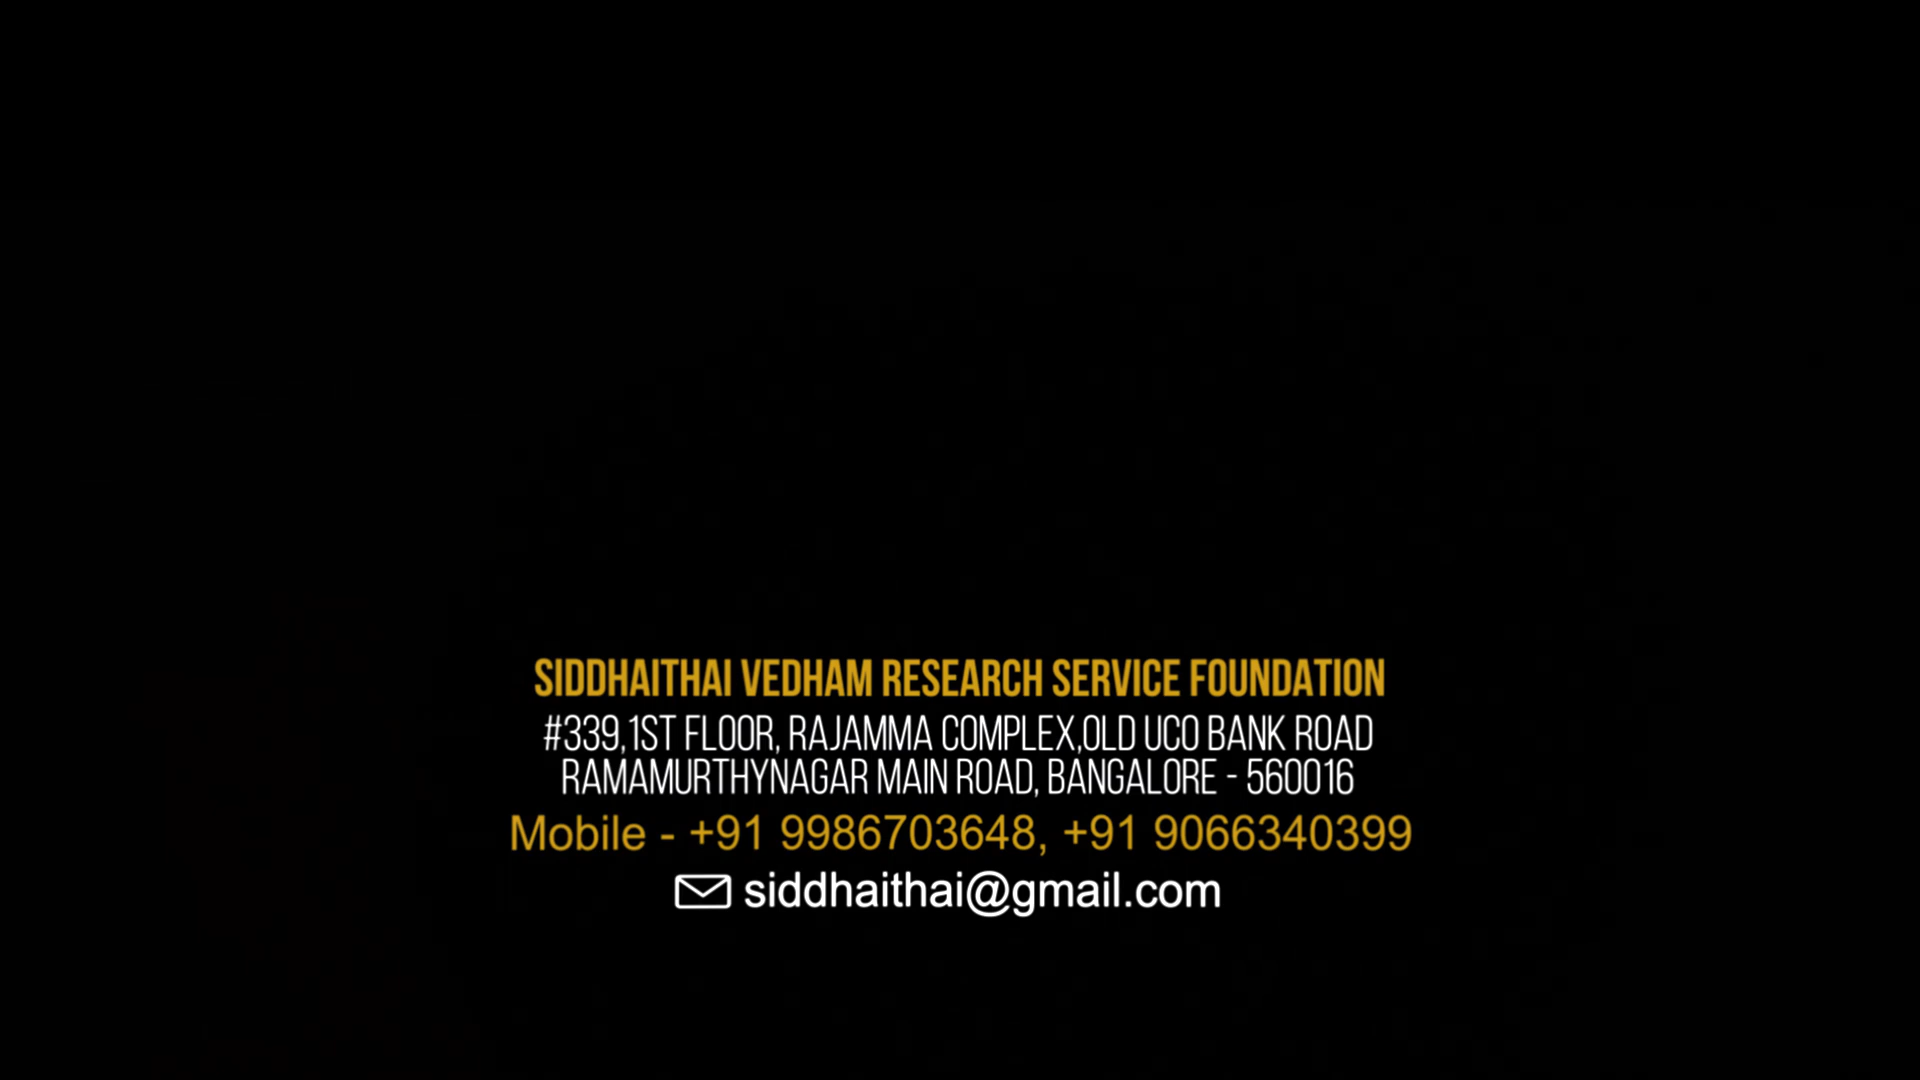 SIDDHAITHAI VEDHAM RESEARCH SERVICE FOUNDATION
#339,1ST FLOOR, RAJAMMA COMPLEX,OLD UCO BANK ROAD
RAMAMURTHYNAGAR MAIN ROAD, BANGALORE - 560016
Mobile - +91 9986703648, +91 9066340399
siddhaithai@gmail.com